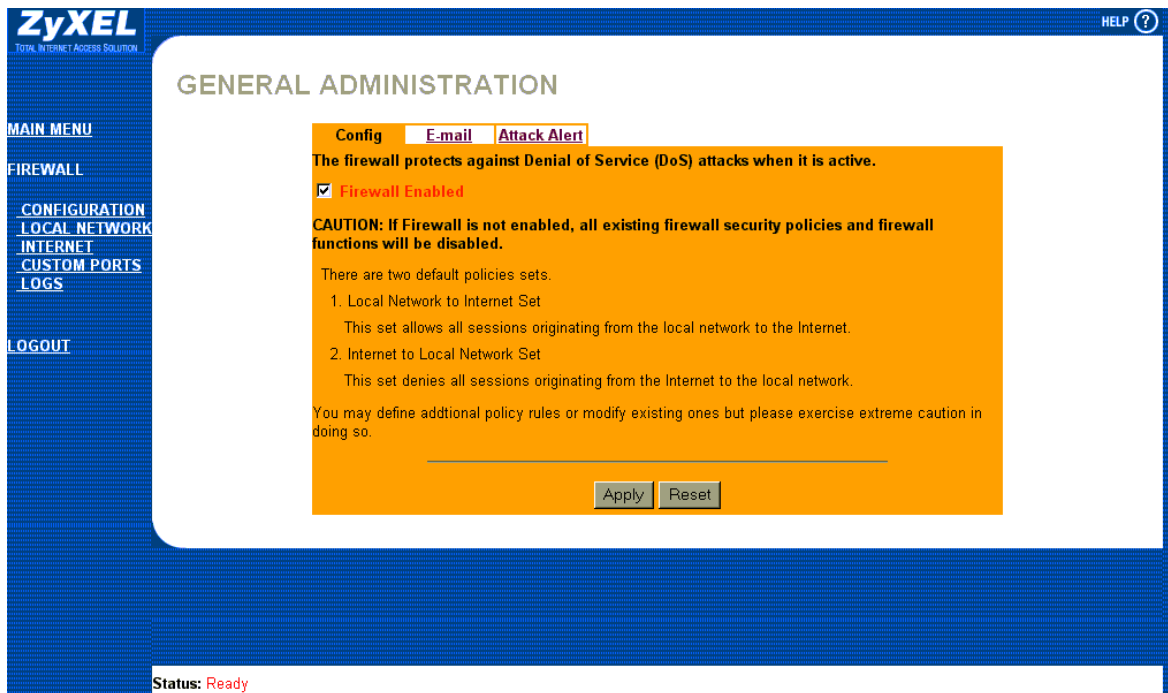 ZyXEL
TOTAL INTERNET ACCESS SOLUTION
HELP ?
GENERAL ADMINISTRATION
MAIN MENU
FIREWALL
CONFIGURATION
LOCAL NETWORK
INTERNET
CUSTOM PORTS
LOGS
LOGOUT
Config E-mail Attack Alert
The firewall protects against Denial of Service (DoS) attacks when it is active.
Firewall Enabled
CAUTION: If Firewall is not enabled, all existing firewall security policies and firewall
functions will be disabled.
There are two default policies sets.
1. Local Network to Internet Set
This set allows all sessions originating from the local network to the Internet.
2. Internet to Local Network Set
This set denies all sessions originating from the Internet to the local network.
You may define addtional policy rules or modify existing ones but please exercise extreme caution in
doing so.
Apply Reset
Status: Ready